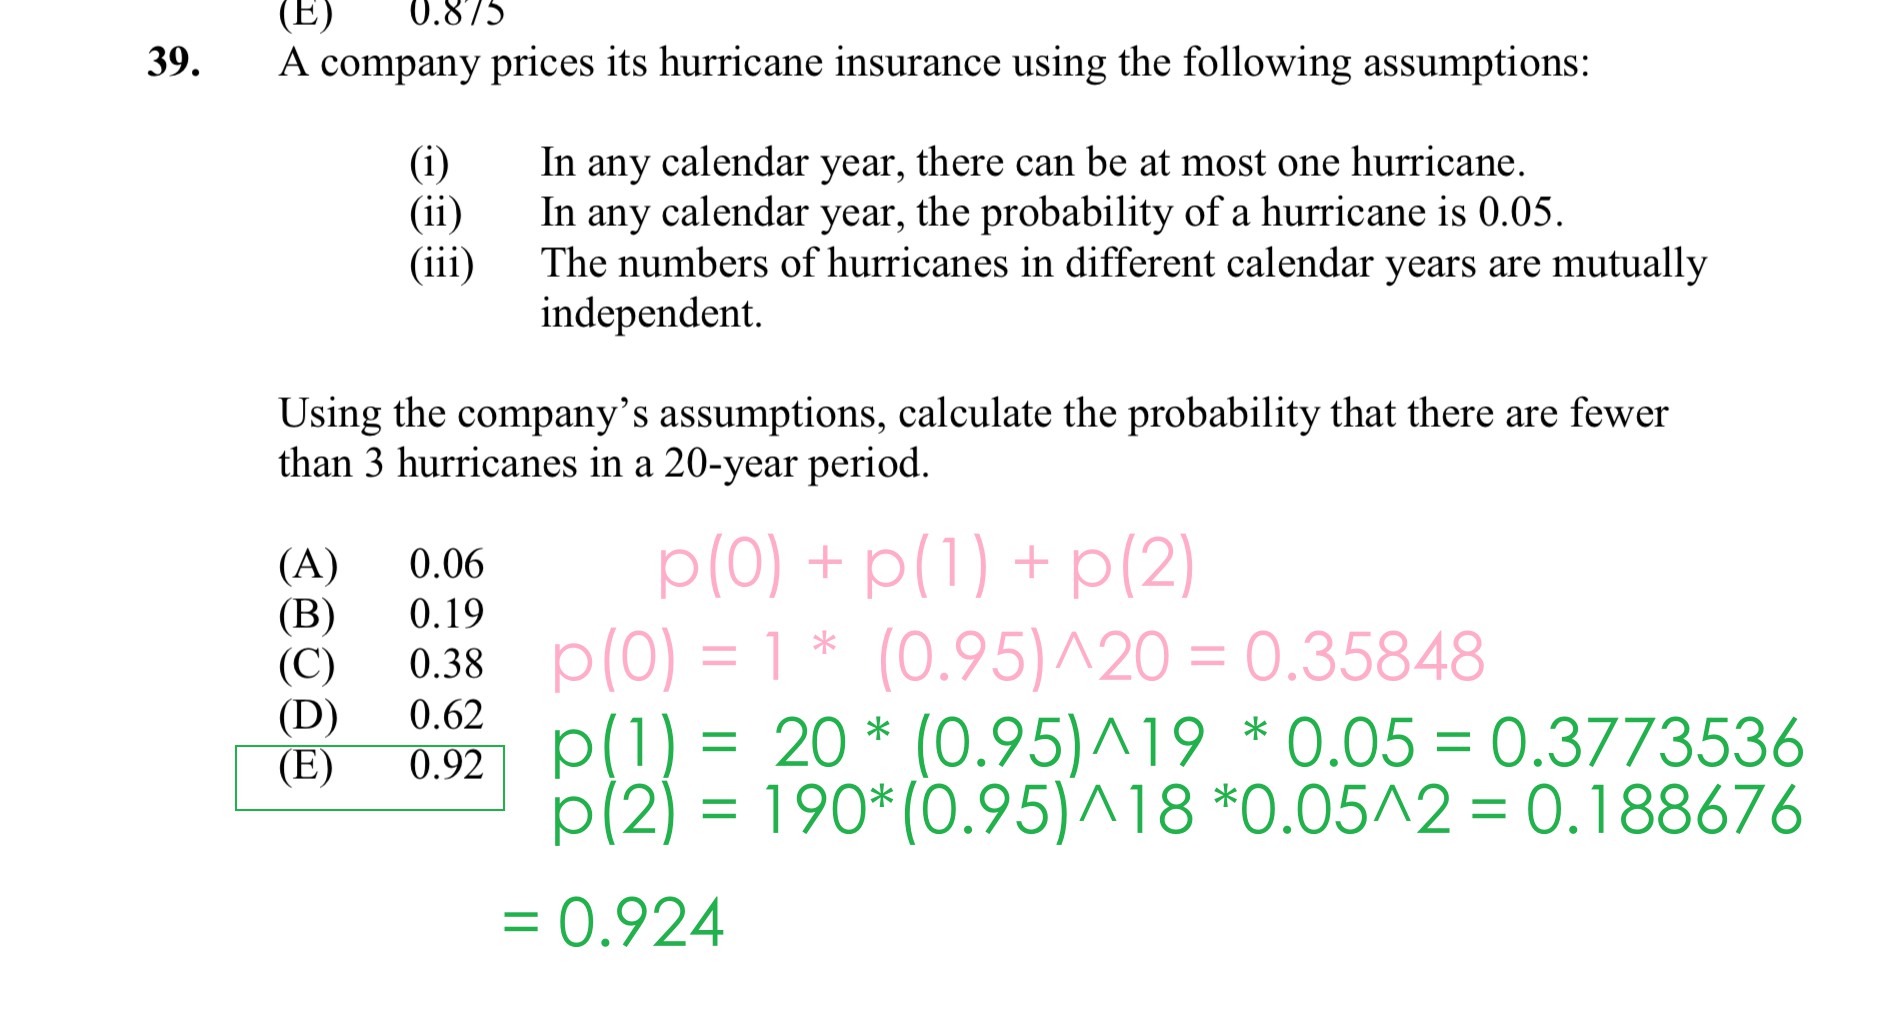 (E) 0.875
39. A company prices its hurricane insurance using the following assumptions:
(i) In any calendar year, there can be at most one hurricane.
(ii) In any calendar year, the probability of a hurricane is 0.05.
(iii) The numbers of hurricanes in different calendar years are mutually
independent.
Using the company’s assumptions, calculate the probability that there are fewer
than 3 hurricanes in a 20-year period.
(A) 0.06
(B) 0.19
(C) 0.38
(D) 0.62
(E) 0.92
p(0) + p(1) + p(2)
p(0) = 1 * (0.95)^20 = 0.35848
p(1) = 20 * (0.95)^19 * 0.05 = 0.3773536
p(2) = 190*(0.95)^18 *0.05^2 = 0.188676
= 0.924